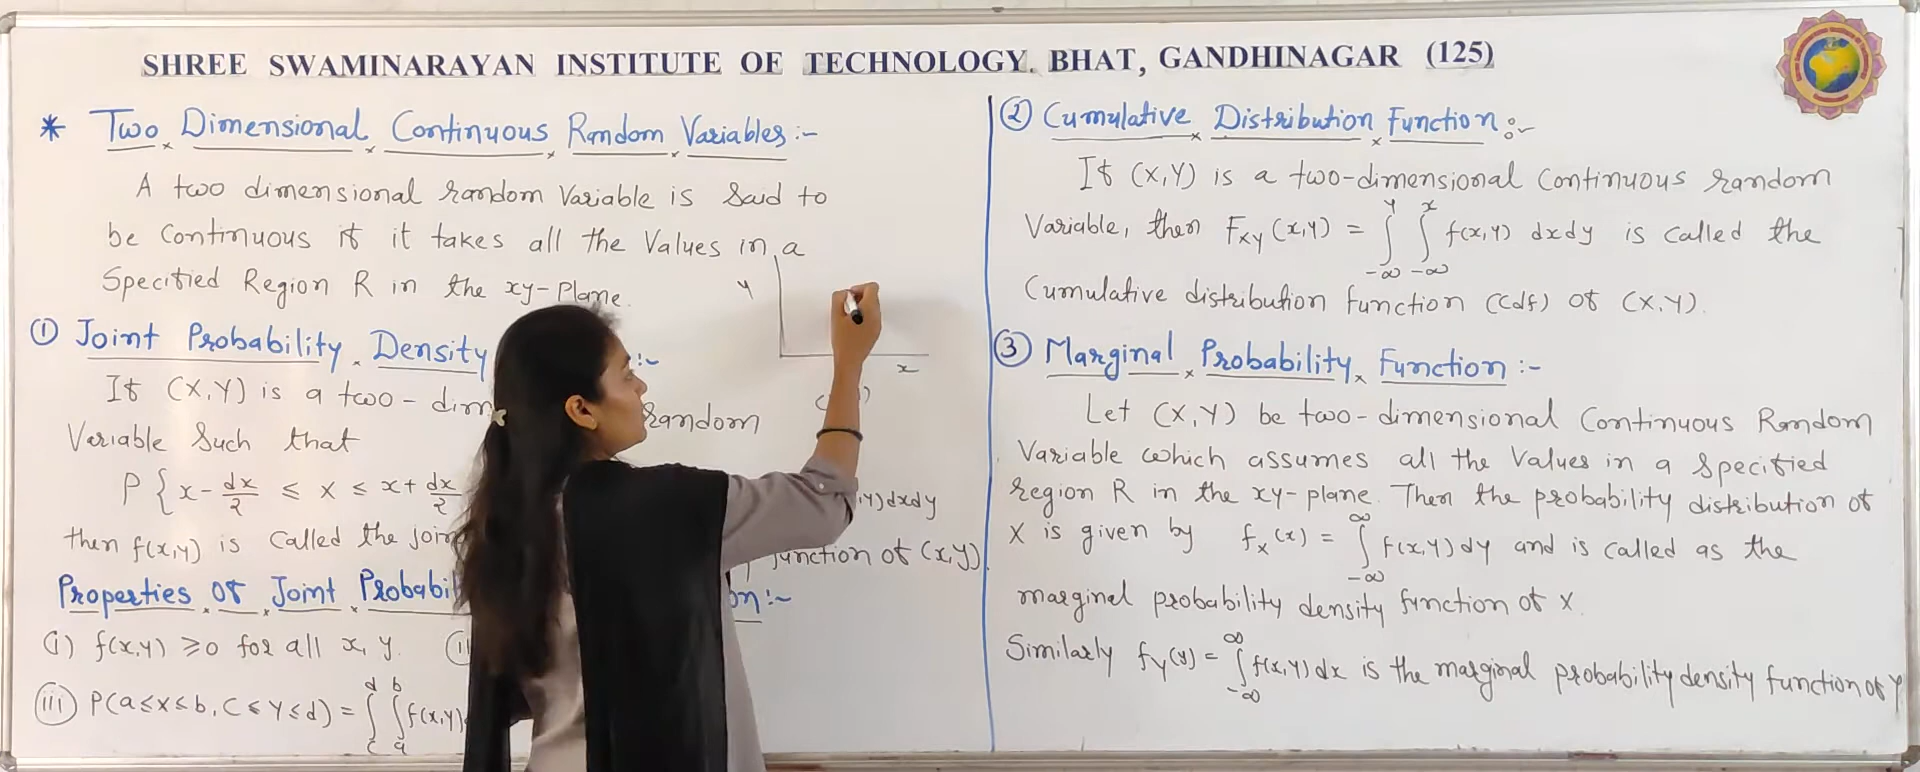 SHREE SWAMINARAYAN INSTITUTE OF TECHNOLOGY, BHAT, GANDHINAGAR (125)
* Two Dimensional Continuous Random Variables :-
A two dimensional random variable is said to
be continuous if it takes all the values in a
specified Region R in the xy-plane.
y
x
① Joint Probability Density :-
If (X,Y) is a two- random
variable such that
P { x - dx/2 ≤ X ≤ x + dx/2 ,y) dxdy
then f(x,y) is called the function of (x,y).
Properties of Joint :-
(i) f(x,y) ≥ 0 for all x, y.
(iii) P(a ≤ X ≤ b, c ≤ Y ≤ d) = ∫_c^d ∫_a^b f(x,y)
② Cumulative Distribution Function :-
If (X,Y) is a two-dimensional continuous random
variable, then F_XY (x,y) = ∫_{-∞}^y ∫_{-∞}^x f(x,y) dxdy is called the
cumulative distribution function (cdf) of (X,Y).
③ Marginal Probability Function :-
Let (X,Y) be two-dimensional continuous Random
variable which assumes all the values in a specified
region R in the xy-plane. Then the probability distribution of
X is given by f_X(x) = ∫_{-∞}^∞ f(x,y) dy and is called as the
marginal probability density function of X.
Similarly f_Y(y) = ∫_{-∞}^∞ f(x,y) dx is the marginal probability density function of Y